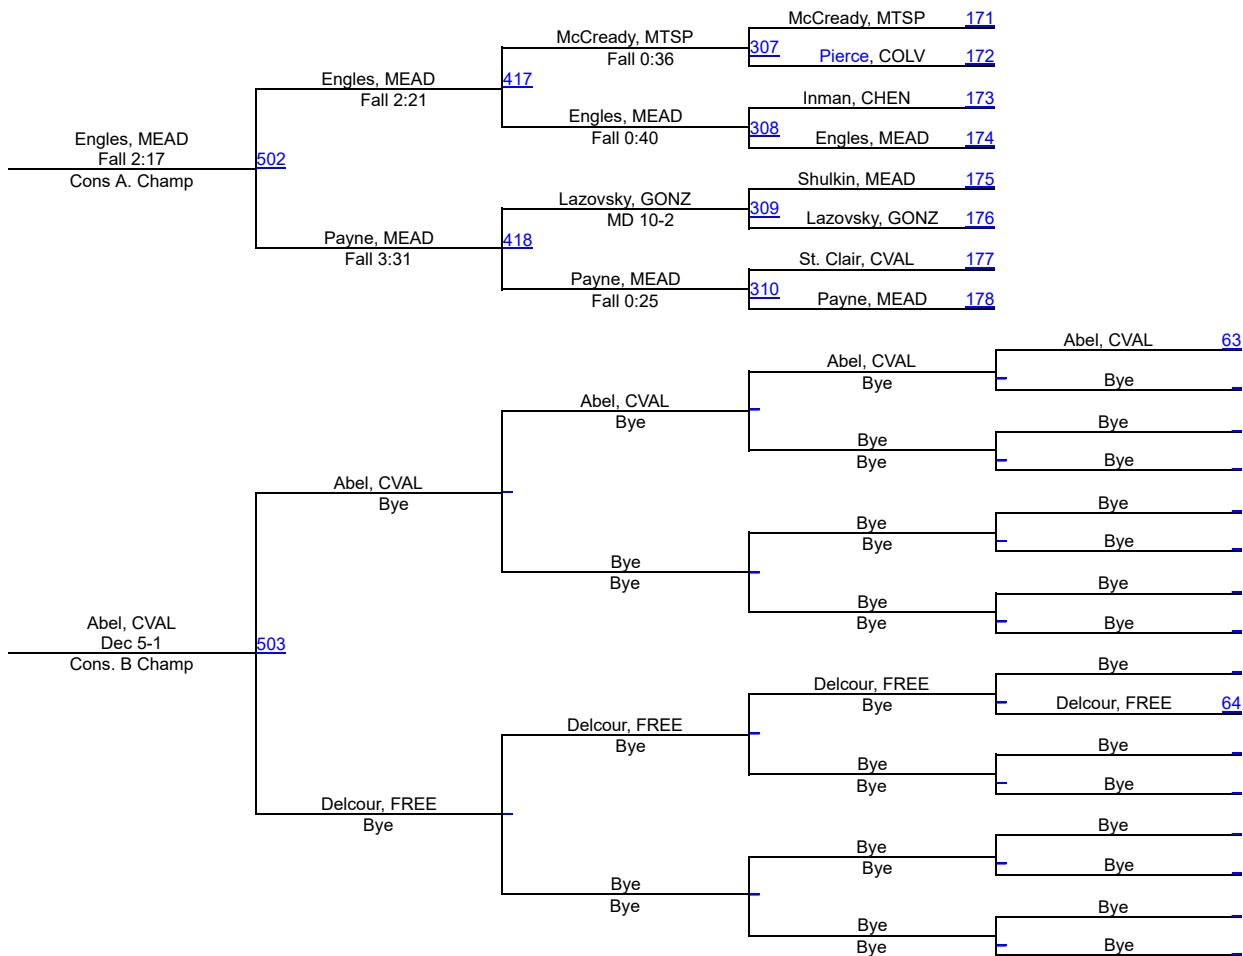 McCready, MTSP 171
McCready, MTSP
Fall 0:36
307
Pierce, COLV 172
Engles, MEAD
Fall 2:21
417
Inman, CHEN 173
Engles, MEAD
Fall 0:40
308
Engles, MEAD 174
Engles, MEAD
Fall 2:17
Cons A. Champ
502
Shulkin, MEAD 175
Lazovsky, GONZ
MD 10-2
309
Lazovsky, GONZ 176
Payne, MEAD
Fall 3:31
418
St. Clair, CVAL 177
Payne, MEAD
Fall 0:25
310
Payne, MEAD 178
Abel, CVAL 63
Abel, CVAL
Bye
Bye
Abel, CVAL
Bye
Bye
Bye
Bye
Bye
Abel, CVAL
Bye
Bye
Bye
Bye
Bye
Bye
Bye
Bye
Bye
Bye
Bye
Abel, CVAL
Dec 5-1
Cons. B Champ
503
Bye
Delcour, FREE
Bye
Delcour, FREE 64
Delcour, FREE
Bye
Bye
Bye
Bye
Bye
Delcour, FREE
Bye
Bye
Bye
Bye
Bye
Bye
Bye
Bye
Bye
Bye
Bye